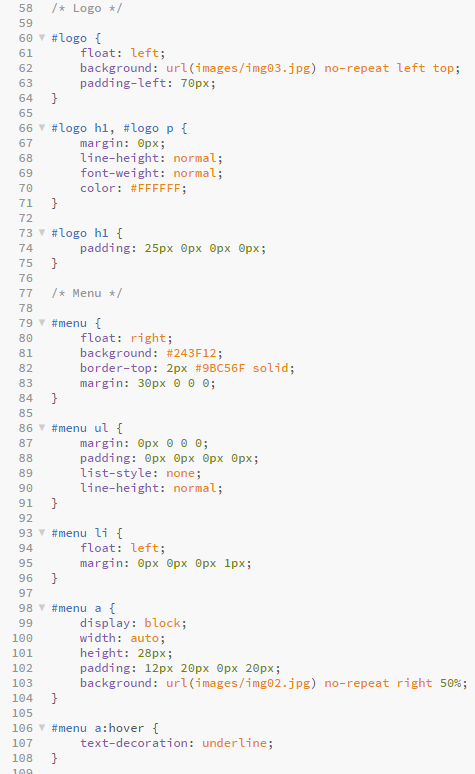 58 /* Logo */
59
60 #logo {
61 float: left;
62 background: url(images/img03.jpg) no-repeat left top;
63 padding-left: 70px;
64 }
65
66 #logo h1, #logo p {
67 margin: 0px;
68 line-height: normal;
69 font-weight: normal;
70 color: #FFFFFF;
71 }
72
73 #logo h1 {
74 padding: 25px 0px 0px 0px;
75 }
76
77 /* Menu */
78
79 #menu {
80 float: right;
81 background: #243F12;
82 border-top: 2px #9BC56F solid;
83 margin: 30px 0 0 0;
84 }
85
86 #menu ul {
87 margin: 0px 0 0 0;
88 padding: 0px 0px 0px 0px;
89 list-style: none;
90 line-height: normal;
91 }
92
93 #menu li {
94 float: left;
95 margin: 0px 0px 0px 1px;
96 }
97
98 #menu a {
99 display: block;
100 width: auto;
101 height: 28px;
102 padding: 12px 20px 0px 20px;
103 background: url(images/img02.jpg) no-repeat right 50%;
104 }
105
106 #menu a:hover {
107 text-decoration: underline;
108 }
109